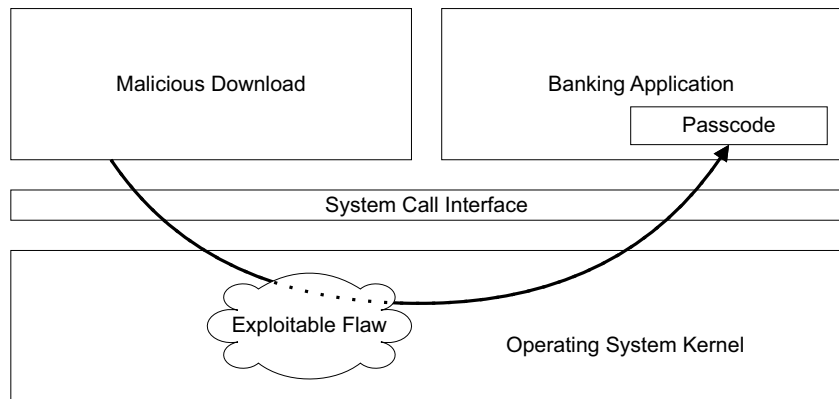 Malicious Download
Banking Application
Passcode
System Call Interface
Exploitable Flaw
Operating System Kernel